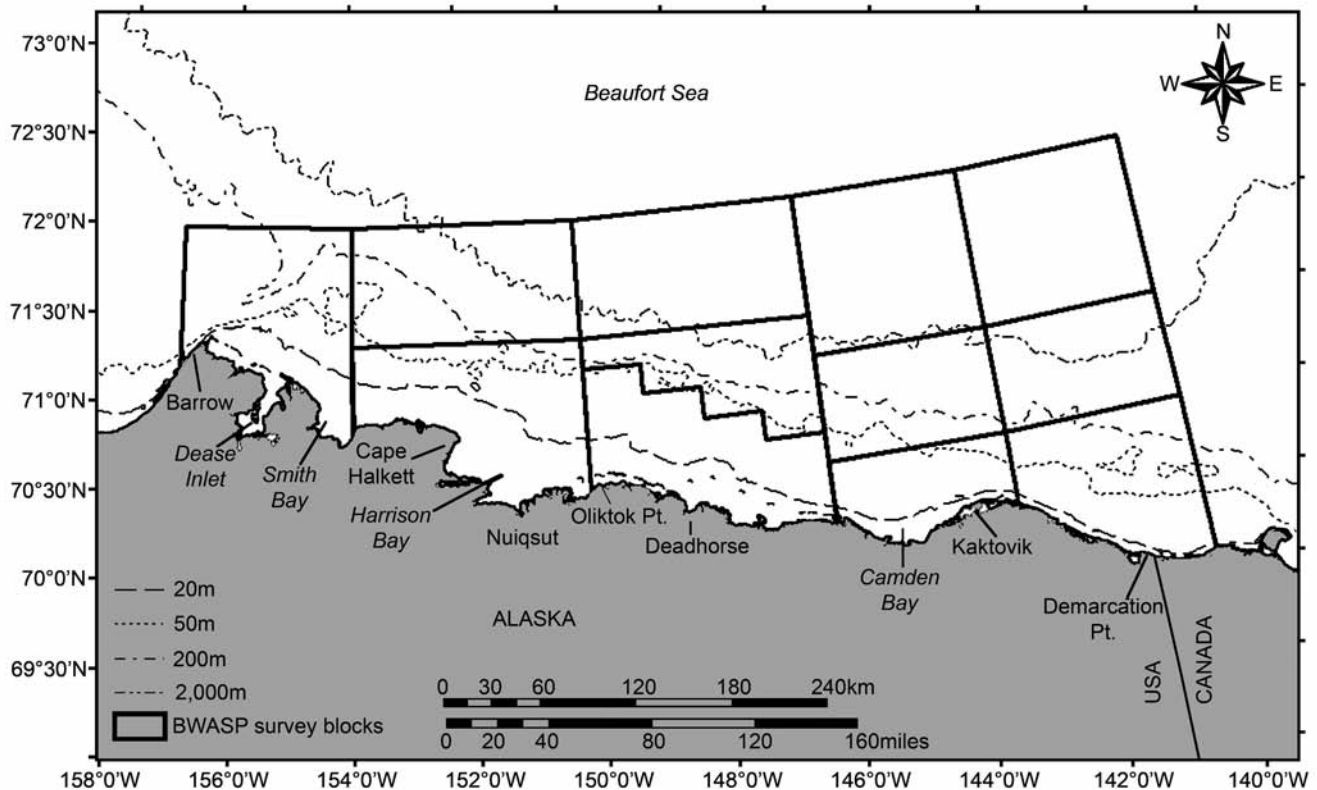 73°0'N
72°30'N
72°0'N
71°30'N
71°0'N
70°30'N
70°0'N
69°30'N
N
W
E
S
Beaufort Sea
Barrow
Dease
Inlet
Smith
Bay
Cape
Halkett
Harrison
Bay
Nuiqsut
Oliktok Pt.
Deadhorse
Camden
Bay
Kaktovik
Demarcation
Pt.
ALASKA
USA
CANADA
20m
50m
200m
2,000m
BWASP survey blocks
0 30 60 120 180 240km
0 20 40 80 120 160miles
158°0'W 156°0'W 154°0'W 152°0'W 150°0'W 148°0'W 146°0'W 144°0'W 142°0'W 140°0'W